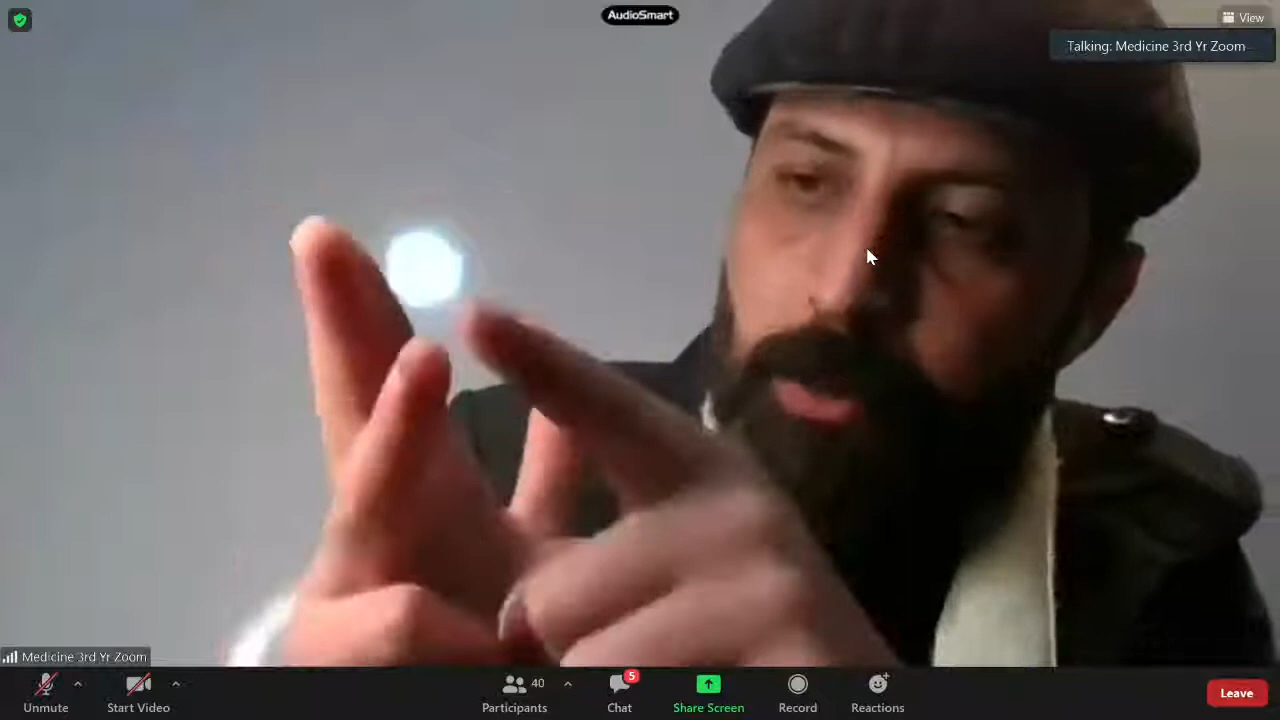 AudioSmart
View
Talking: Medicine 3rd Yr Zoom
Medicine 3rd Yr Zoom
Unmute
Start Video
40
Participants
5
Chat
Share Screen
Record
Reactions
Leave